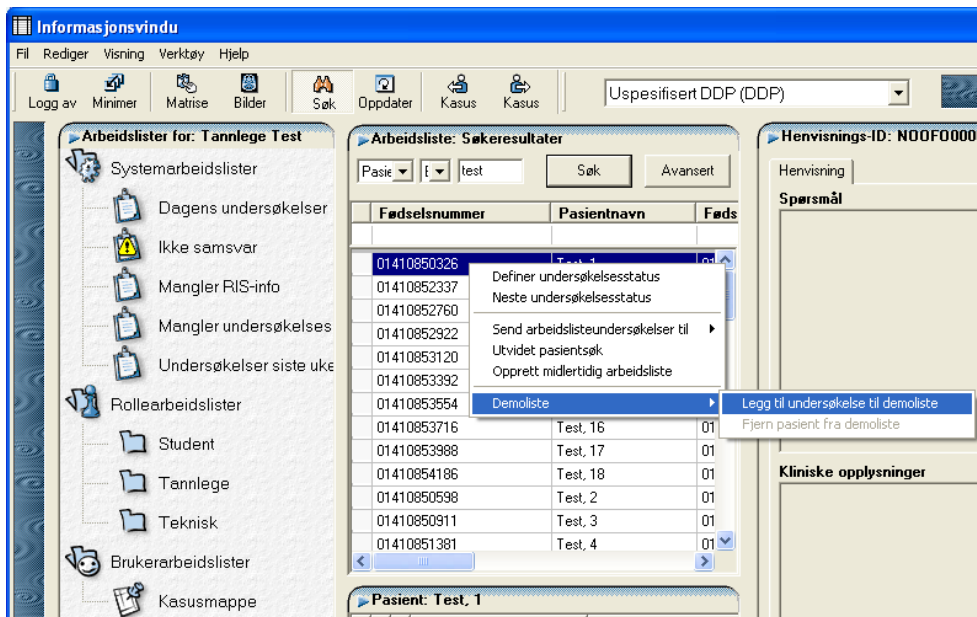 Informasjonsvindu
Fil Rediger Visning Verktøy Hjelp
Logg av Minimer Matrise Bilder Søk Oppdater Kasus Kasus Uspesifisert DDP (DDP)
Arbeidslister for: Tannlege Test
Systemarbeidslister
Dagens undersøkelser
Ikke samsvar
Mangler RIS-info
Mangler undersøkelses
Undersøkelser siste uke
Rollearbeidslister
Student
Tannlege
Teknisk
Brukerarbeidslister
Kasusmappe
Arbeidsliste: Søkeresultater
Pasie test Søk Avansert
Fødselsnummer Pasientnavn Føds
01410850326 Test, 1 01
01410852337
01410852760
01410852922
01410853120
01410853392
01410853554
01410853716 Test, 16 01
01410853988 Test, 17 01
01410854186 Test, 18 01
01410850598 Test, 2 01
01410850911 Test, 3 01
01410851381 Test, 4 01
Definer undersøkelsesstatus
Neste undersøkelsesstatus
Send arbeidslisteundersøkelser til
Utvidet pasientsøk
Opprett midlertidig arbeidsliste
Demoliste
Legg til undersøkelse til demoliste
Fjern pasient fra demoliste
Pasient: Test, 1
Henvisnings-ID: NOOFO000
Henvisning
Spørsmål
Kliniske opplysninger